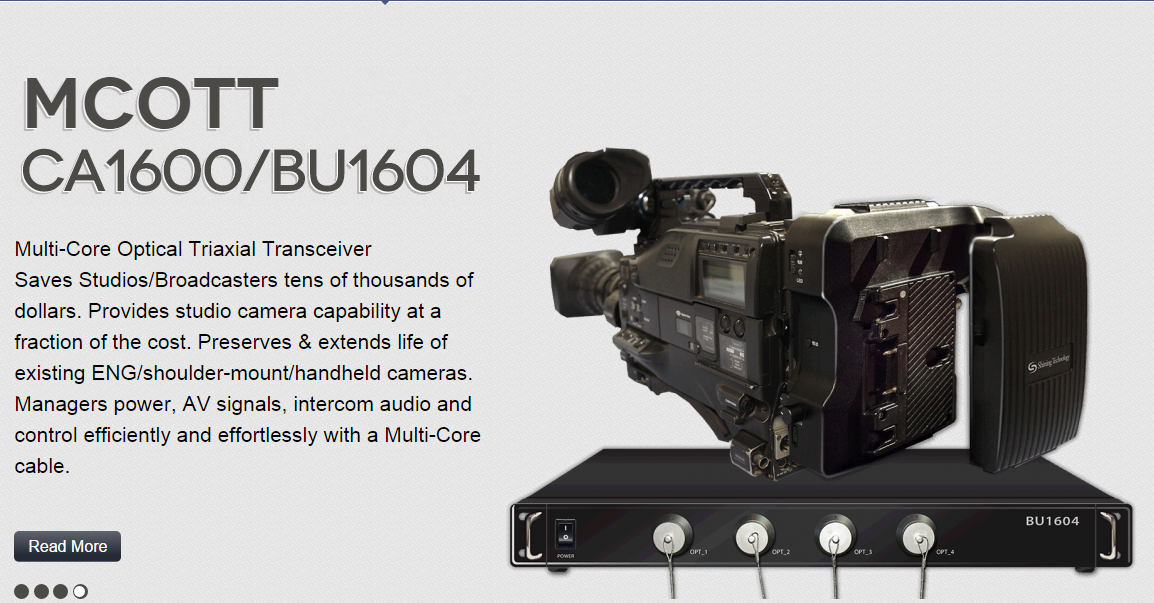 MCOTT
CA1600/BU1604
Multi-Core Optical Triaxial Transceiver
Saves Studios/Broadcasters tens of thousands of
dollars. Provides studio camera capability at a
fraction of the cost. Preserves & extends life of
existing ENG/shoulder-mount/handheld cameras.
Managers power, AV signals, intercom audio and
control efficiently and effortlessly with a Multi-Core
cable.
Read More
Shining Technology
BU1604
POWER
OPT_1
OPT_2
OPT_3
OPT_4